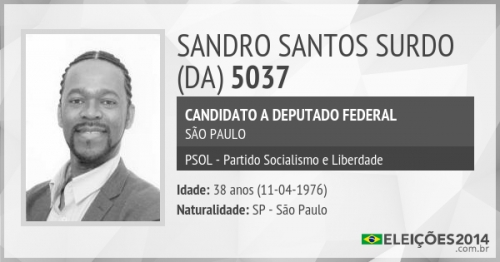 SANDRO SANTOS SURDO
(DA) 5037
CANDIDATO A DEPUTADO FEDERAL
SÃO PAULO
PSOL - Partido Socialismo e Liberdade
Idade: 38 anos (11-04-1976)
Naturalidade: SP - São Paulo
ELEIÇÕES2014
.com.br